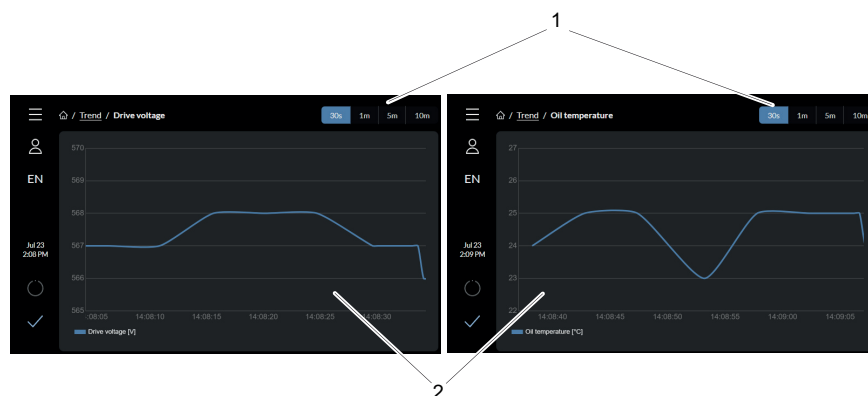 1
/ Trend / Drive voltage
30s 1m 5m 10m
EN
Jul 23
2:08 PM
570
569
568
567
566
565
:08:05 14:08:10 14:08:15 14:08:20 14:08:25 14:08:30
Drive voltage [V]
/ Trend / Oil temperature
30s 1m 5m 10m
EN
Jul 23
2:09 PM
27
26
25
24
23
22
14:08:40 14:08:45 14:08:50 14:08:55 14:09:00 14:09:05
Oil temperature [°C]
2